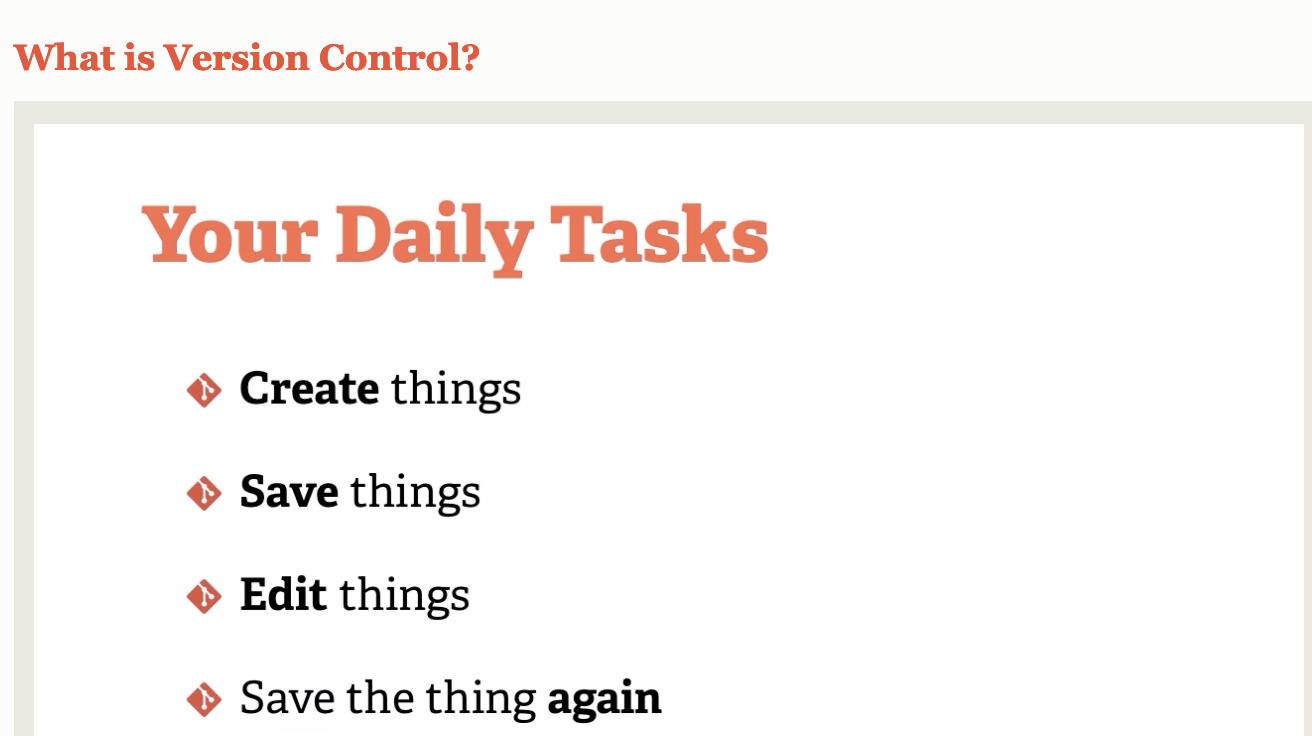 What is Version Control?
Your Daily Tasks
Create things
Save things
Edit things
Save the thing again